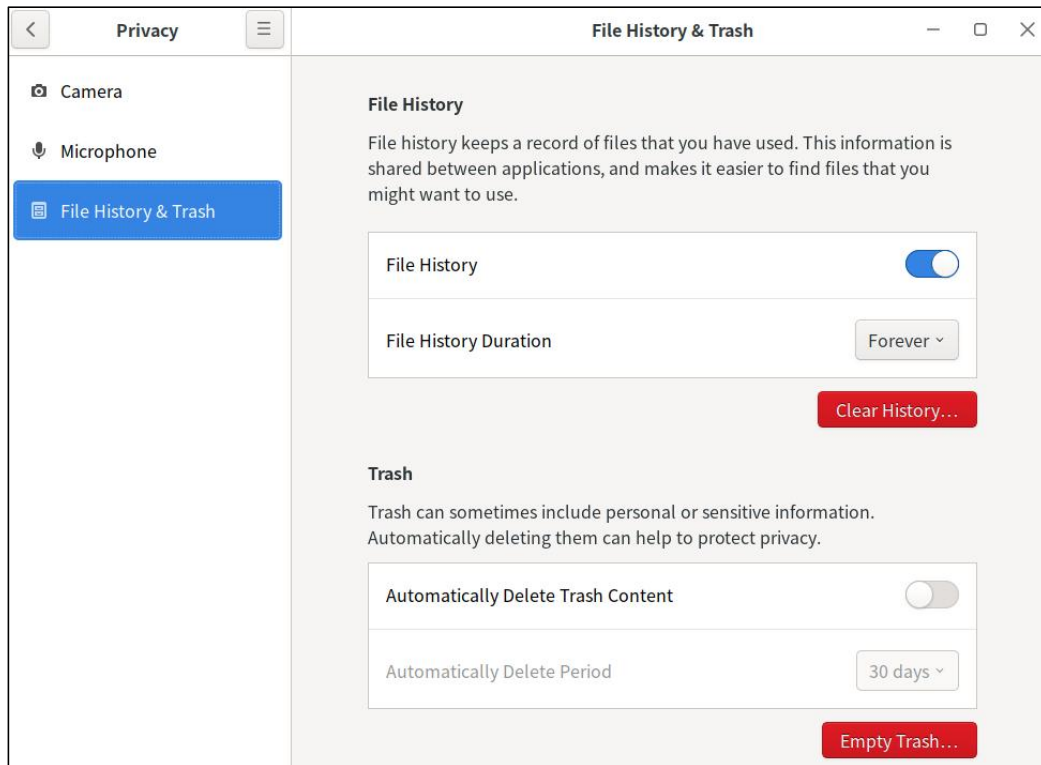 Privacy
File History & Trash
Camera
Microphone
File History & Trash
File History
File history keeps a record of files that you have used. This information is
shared between applications, and makes it easier to find files that you
might want to use.
File History
File History Duration
Forever
Clear History...
Trash
Trash can sometimes include personal or sensitive information.
Automatically deleting them can help to protect privacy.
Automatically Delete Trash Content
Automatically Delete Period
30 days
Empty Trash...